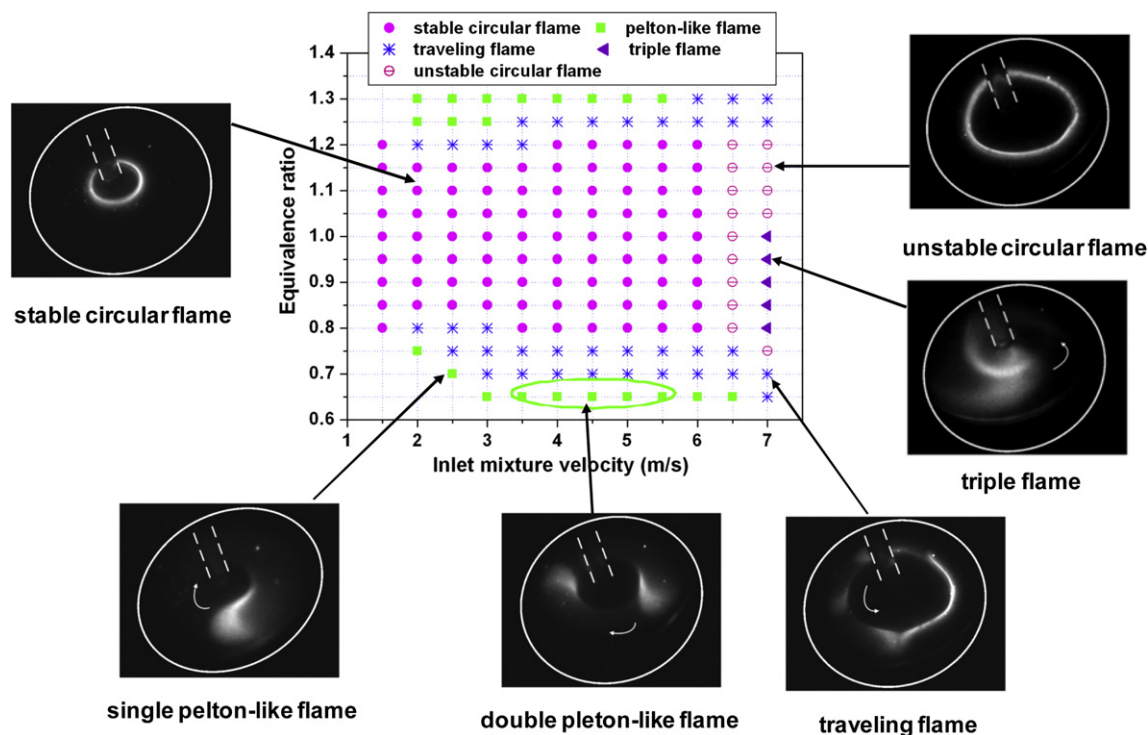 stable circular flame
pelton-like flame
traveling flame
triple flame
unstable circular flame
1.4
1.3
1.2
1.1
1.0
0.9
0.8
0.7
0.6
Equivalence ratio
1 2 3 4 5 6 7
Inlet mixture velocity (m/s)
stable circular flame
unstable circular flame
triple flame
single pelton-like flame
double pleton-like flame
traveling flame